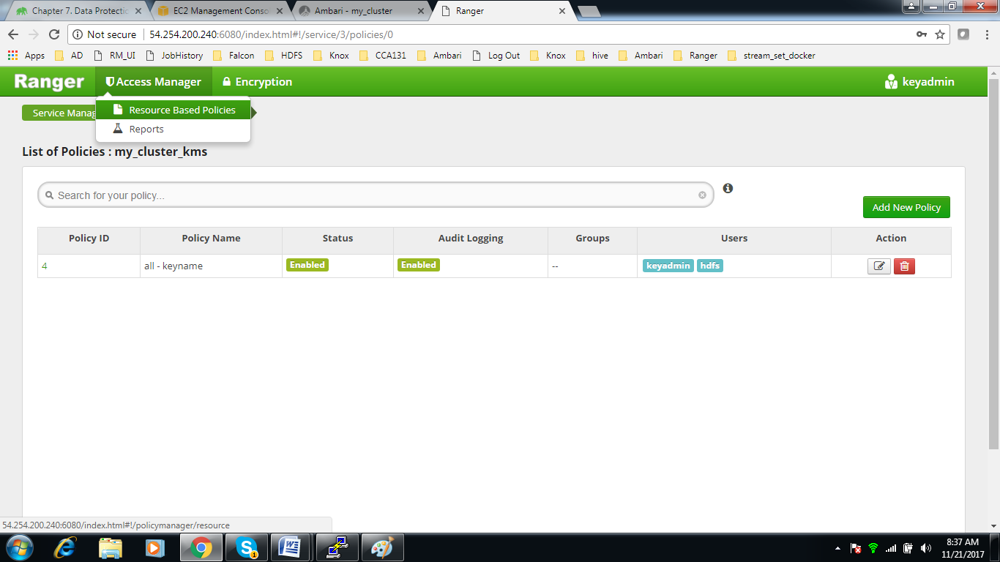 Chapter 7. Data Protectio
EC2 Management Conso
Ambari - my_cluster
Ranger
Not secure 54.254.200.240:6080/index.html#!/service/3/policies/0
Apps AD RM_UI JobHistory Falcon HDFS Knox CCA131 Ambari Log Out Knox hive Ambari Ranger stream_set_docker
Ranger Access Manager Encryption keyadmin
Service Manag Resource Based Policies
Reports
List of Policies : my_cluster_kms
Search for your policy...
Add New Policy
Policy ID Policy Name Status Audit Logging Groups Users Action
4 all - keyname Enabled Enabled -- keyadmin hdfs
54.254.200.240:6080/index.html#!/policymanager/resource
8:37 AM
11/21/2017